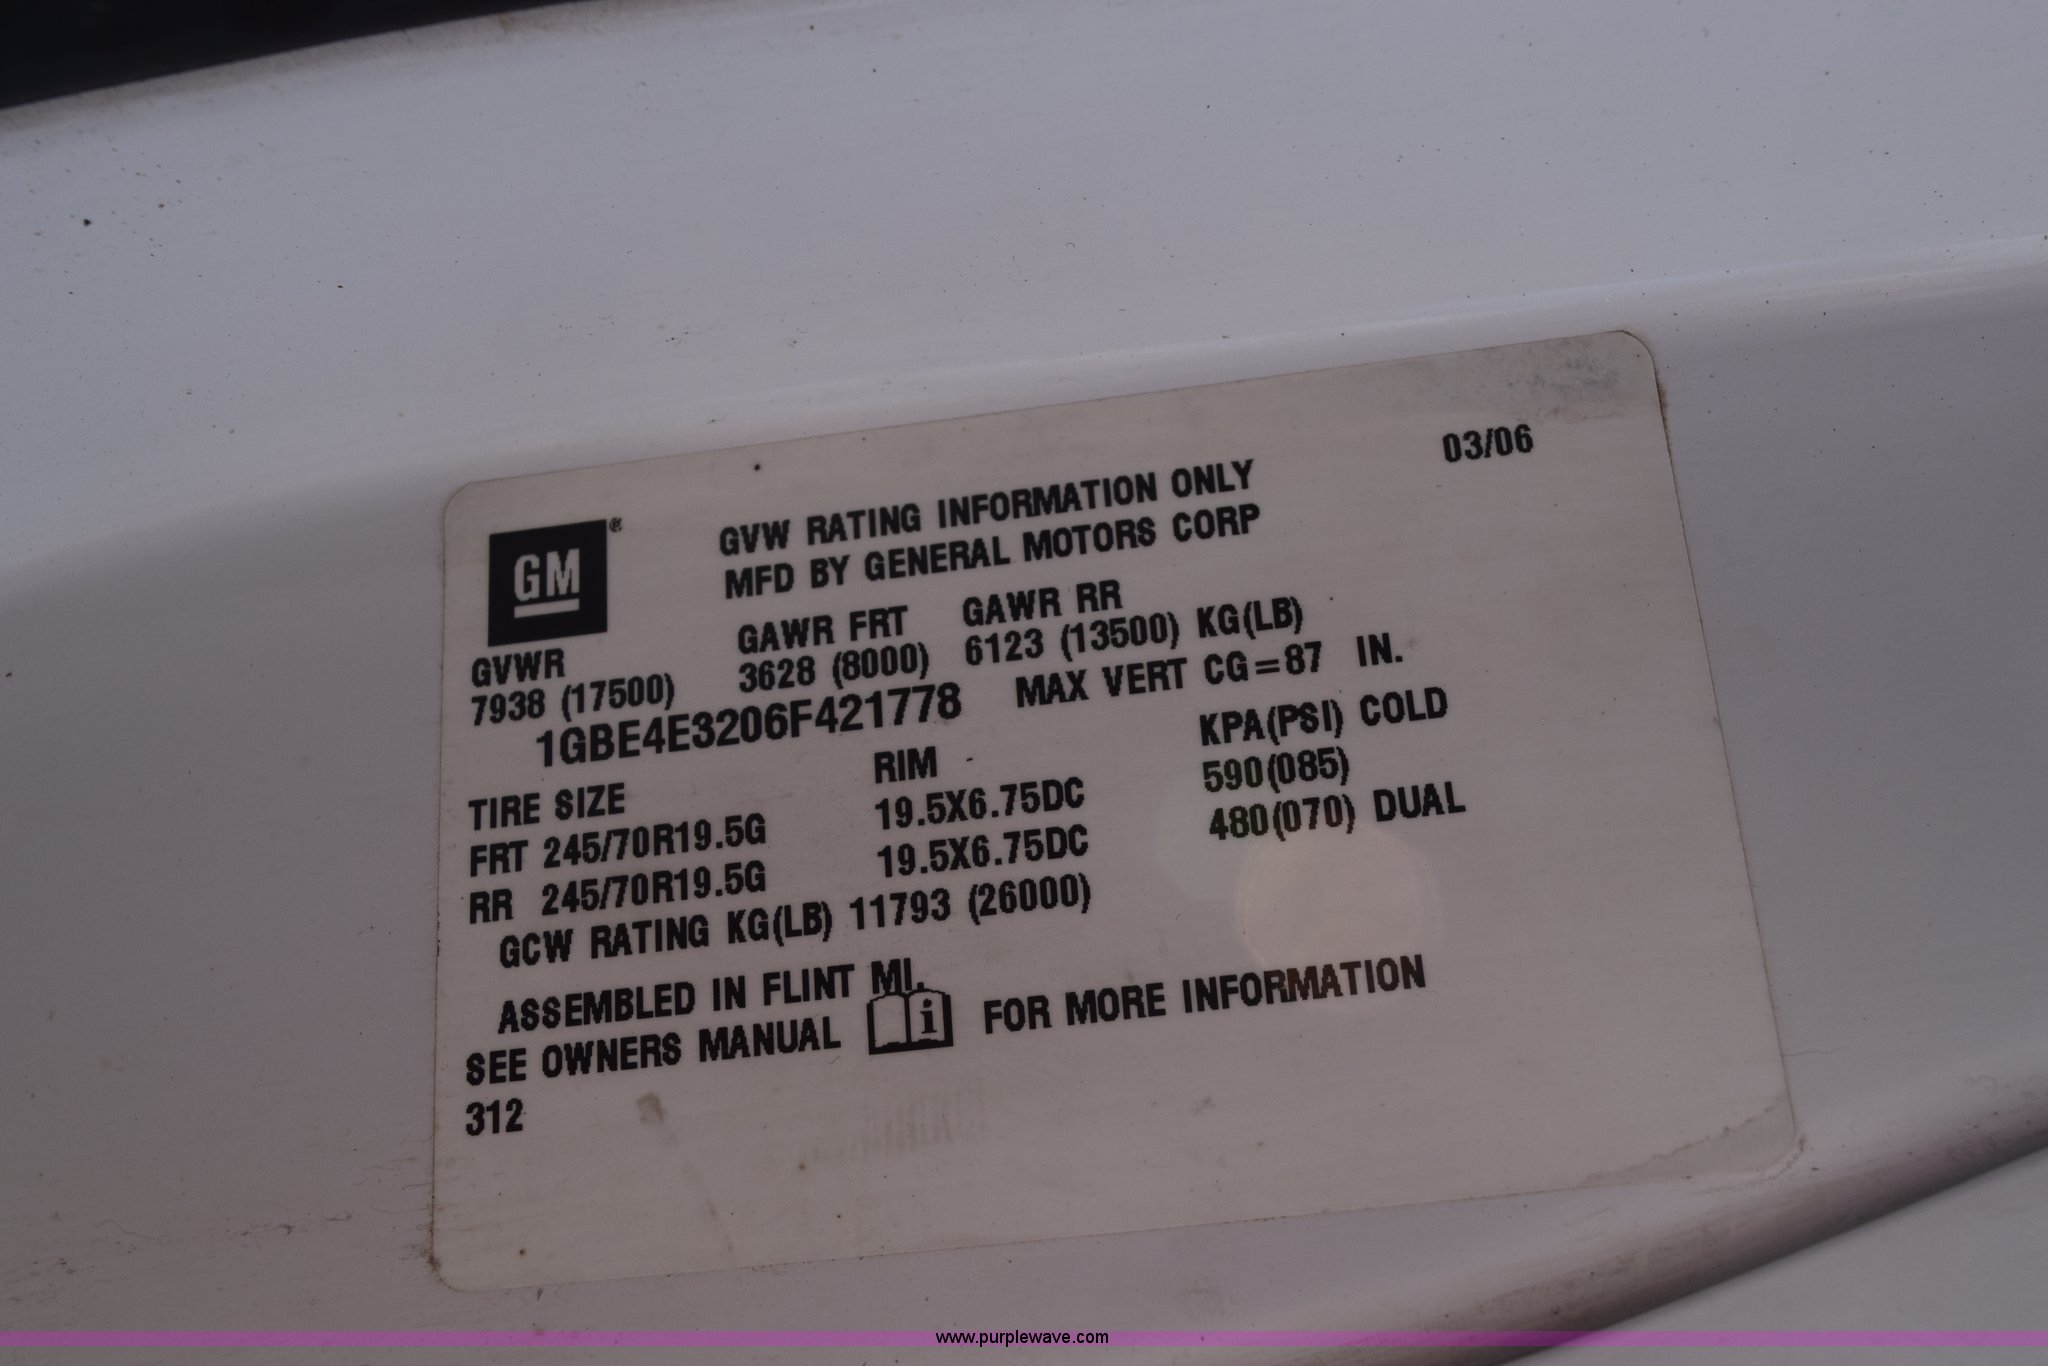 03/06
GM®
GVW RATING INFORMATION ONLY
MFD BY GENERAL MOTORS CORP
GVWR GAWR FRT GAWR RR
7938 (17500) 3628 (8000) 6123 (13500) KG(LB)
1GBE4E3206F421778 MAX VERT CG=87 IN.
TIRE SIZE RIM KPA(PSI) COLD
FRT 245/70R19.5G 19.5X6.75DC 590(085)
RR 245/70R19.5G 19.5X6.75DC 480(070) DUAL
GCW RATING KG(LB) 11793 (26000)
ASSEMBLED IN FLINT MI.
SEE OWNERS MANUAL i FOR MORE INFORMATION
312
www.purplewave.com